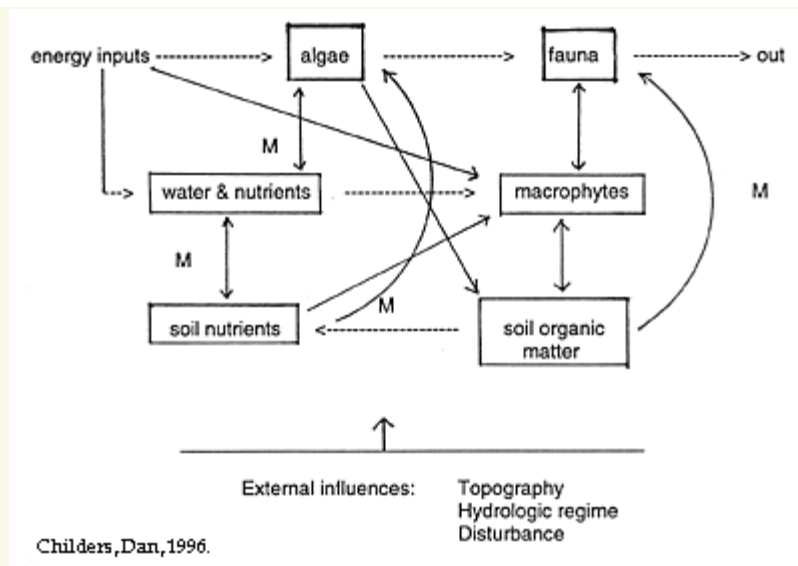 energy inputs
algae
fauna
out
M
water & nutrients
macrophytes
M
M
M
soil nutrients
soil organic
matter
External influences:
Topography
Hydrologic regime
Disturbance
Childers,Dan,1996.